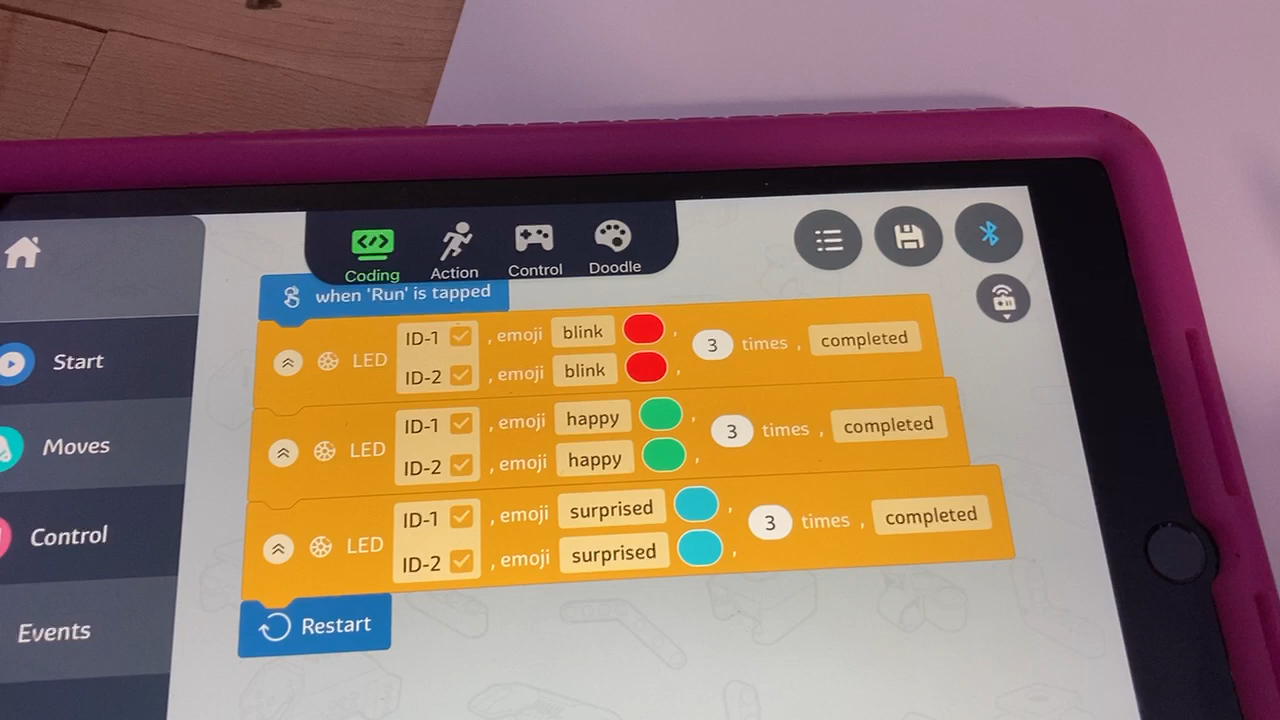 Coding Action Control Doodle
when 'Run' is tapped
LED ID-1 , emoji blink , 3 times , completed
ID-2 , emoji blink ,
LED ID-1 , emoji happy , 3 times , completed
ID-2 , emoji happy ,
LED ID-1 , emoji surprised , 3 times , completed
ID-2 , emoji surprised ,
Restart
Start
Moves
Control
Events